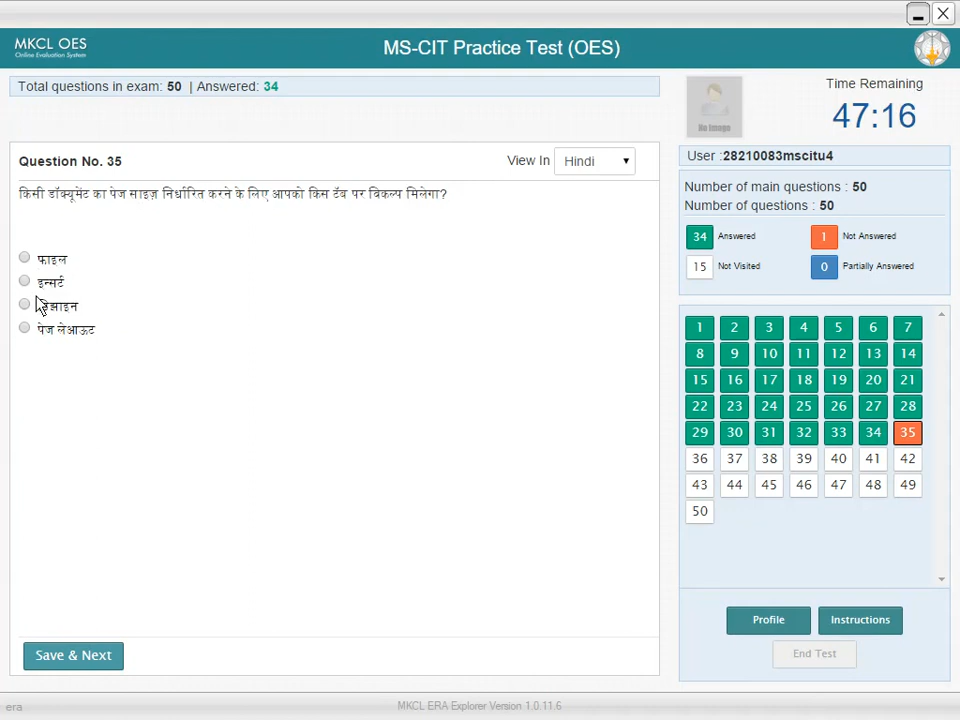 MKCL OES
Online Evaluation System
MS-CIT Practice Test (OES)
Total questions in exam: 50 | Answered: 34
No Image
Time Remaining
47:16
Question No. 35
View In
Hindi
User :28210083mscitu4
किसी डॉक्यूमेंट का पेज साइज़ निर्धारित करने के लिए आपको किस टॅब पर विकल्प मिलेगा?
Number of main questions : 50
Number of questions : 50
34 Answered
1 Not Answered
15 Not Visited
0 Partially Answered
फाइल
इन्सर्ट
पेज लेआऊट
1 2 3 4 5 6 7
8 9 10 11 12 13 14
15 16 17 18 19 20 21
22 23 24 25 26 27 28
29 30 31 32 33 34 35
36 37 38 39 40 41 42
43 44 45 46 47 48 49
50
Profile
Instructions
End Test
Save & Next
era
MKCL ERA Explorer Version 1.0.11.6